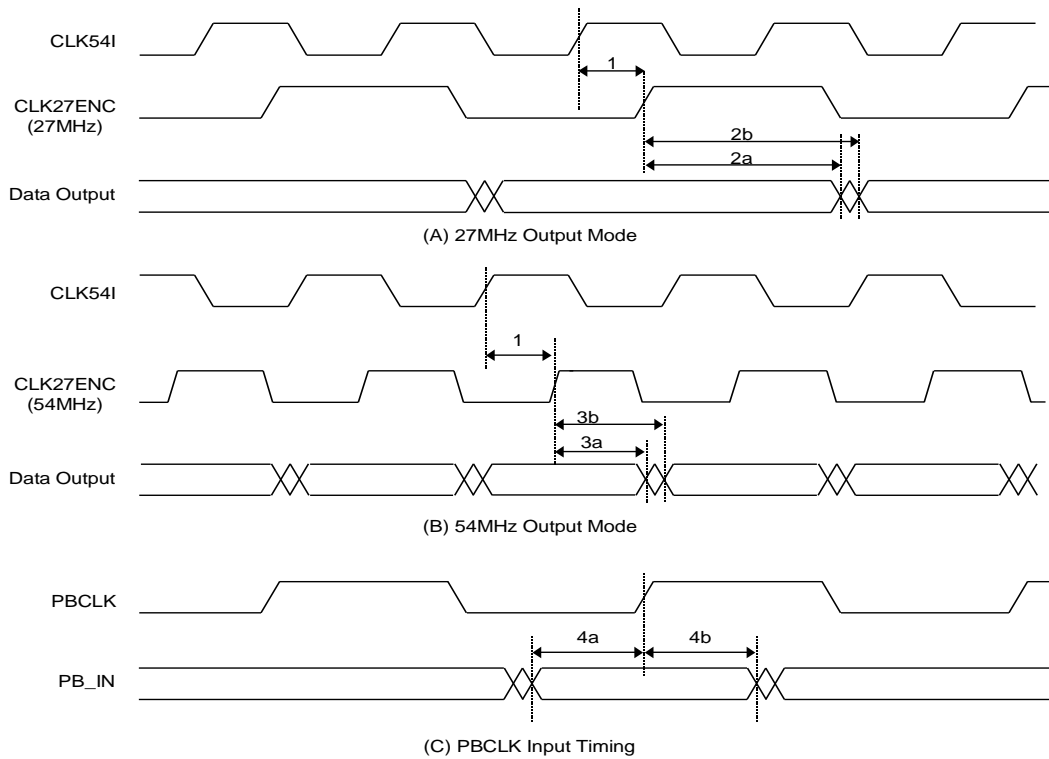 CLK54I
1
CLK27ENC
(27MHz)
2b
2a
Data Output
(A) 27MHz Output Mode
CLK54I
1
CLK27ENC
(54MHz)
3b
3a
Data Output
(B) 54MHz Output Mode
PBCLK
4a
4b
PB_IN
(C) PBCLK Input Timing